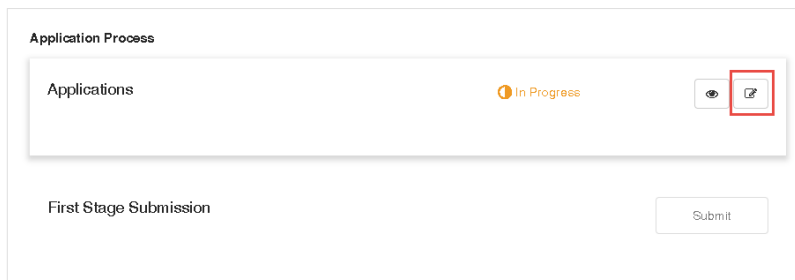 Application Process
Applications
In Progress
First Stage Submission
Submit